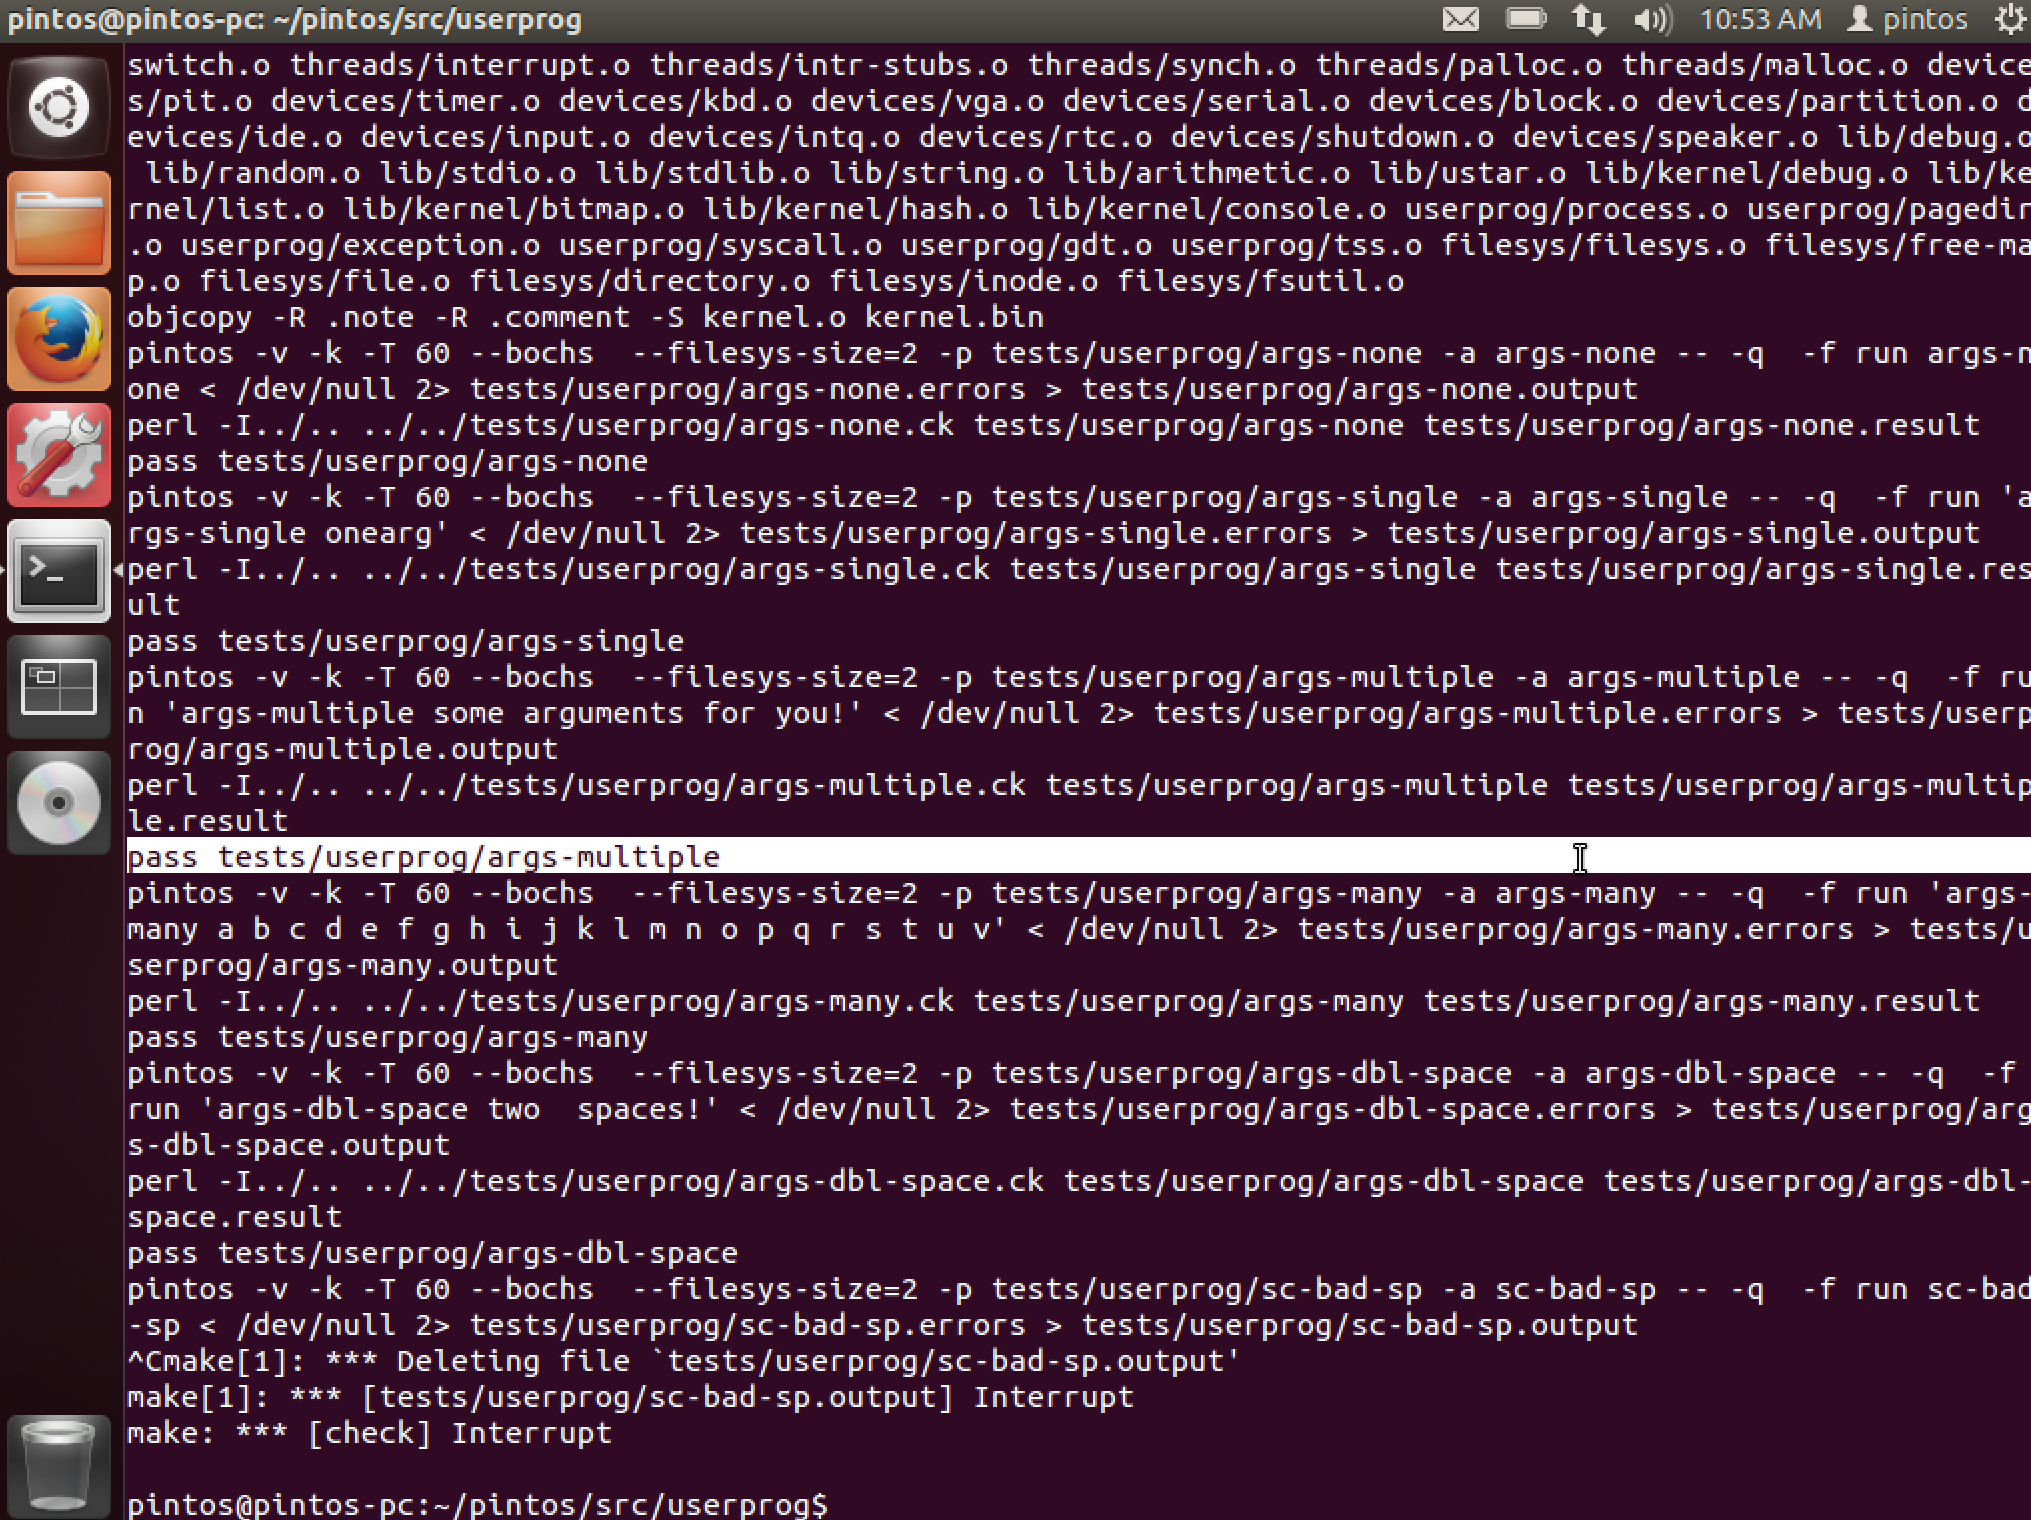 pintos@pintos-pc: ~/pintos/src/userprog
10:53 AM pintos
switch.o threads/interrupt.o threads/intr-stubs.o threads/synch.o threads/palloc.o threads/malloc.o device
s/pit.o devices/timer.o devices/kbd.o devices/vga.o devices/serial.o devices/block.o devices/partition.o d
evices/ide.o devices/input.o devices/intq.o devices/rtc.o devices/shutdown.o devices/speaker.o lib/debug.o
 lib/random.o lib/stdio.o lib/stdlib.o lib/string.o lib/arithmetic.o lib/ustar.o lib/kernel/debug.o lib/ke
rnel/list.o lib/kernel/bitmap.o lib/kernel/hash.o lib/kernel/console.o userprog/process.o userprog/pagedir
.o userprog/exception.o userprog/syscall.o userprog/gdt.o userprog/tss.o filesys/filesys.o filesys/free-ma
p.o filesys/file.o filesys/directory.o filesys/inode.o filesys/fsutil.o
objcopy -R .note -R .comment -S kernel.o kernel.bin
pintos -v -k -T 60 --bochs  --filesys-size=2 -p tests/userprog/args-none -a args-none -- -q  -f run args-n
one < /dev/null 2> tests/userprog/args-none.errors > tests/userprog/args-none.output
perl -I../.. ../../tests/userprog/args-none.ck tests/userprog/args-none tests/userprog/args-none.result
pass tests/userprog/args-none
pintos -v -k -T 60 --bochs  --filesys-size=2 -p tests/userprog/args-single -a args-single -- -q  -f run 'a
rgs-single onearg' < /dev/null 2> tests/userprog/args-single.errors > tests/userprog/args-single.output
perl -I../.. ../../tests/userprog/args-single.ck tests/userprog/args-single tests/userprog/args-single.res
ult
pass tests/userprog/args-single
pintos -v -k -T 60 --bochs  --filesys-size=2 -p tests/userprog/args-multiple -a args-multiple -- -q  -f ru
n 'args-multiple some arguments for you!' < /dev/null 2> tests/userprog/args-multiple.errors > tests/userp
rog/args-multiple.output
perl -I../.. ../../tests/userprog/args-multiple.ck tests/userprog/args-multiple tests/userprog/args-multip
le.result
pass tests/userprog/args-multiple
pintos -v -k -T 60 --bochs  --filesys-size=2 -p tests/userprog/args-many -a args-many -- -q  -f run 'args-
many a b c d e f g h i j k l m n o p q r s t u v' < /dev/null 2> tests/userprog/args-many.errors > tests/u
serprog/args-many.output
perl -I../.. ../../tests/userprog/args-many.ck tests/userprog/args-many tests/userprog/args-many.result
pass tests/userprog/args-many
pintos -v -k -T 60 --bochs  --filesys-size=2 -p tests/userprog/args-dbl-space -a args-dbl-space -- -q  -f
run 'args-dbl-space two  spaces!' < /dev/null 2> tests/userprog/args-dbl-space.errors > tests/userprog/arg
s-dbl-space.output
perl -I../.. ../../tests/userprog/args-dbl-space.ck tests/userprog/args-dbl-space tests/userprog/args-dbl-
space.result
pass tests/userprog/args-dbl-space
pintos -v -k -T 60 --bochs  --filesys-size=2 -p tests/userprog/sc-bad-sp -a sc-bad-sp -- -q  -f run sc-bad
-sp < /dev/null 2> tests/userprog/sc-bad-sp.errors > tests/userprog/sc-bad-sp.output
^Cmake[1]: *** Deleting file `tests/userprog/sc-bad-sp.output'
make[1]: *** [tests/userprog/sc-bad-sp.output] Interrupt
make: *** [check] Interrupt
pintos@pintos-pc:~/pintos/src/userprog$